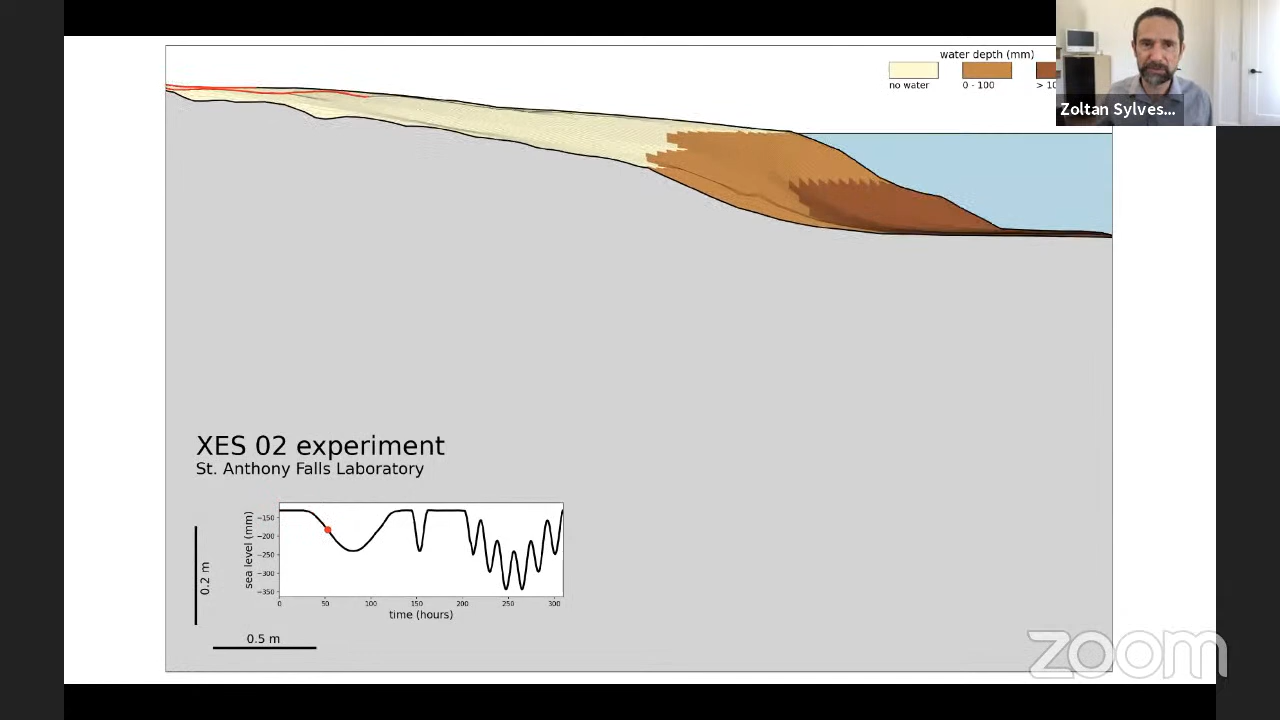 water depth (mm)
no water
0 - 100
> 10
Zoltan Sylves...
XES 02 experiment
St. Anthony Falls Laboratory
0.2 m
0.5 m
sea level (mm)
−150
−200
−250
−300
−350
0 50 100 150 200 250 300
time (hours)
zoom